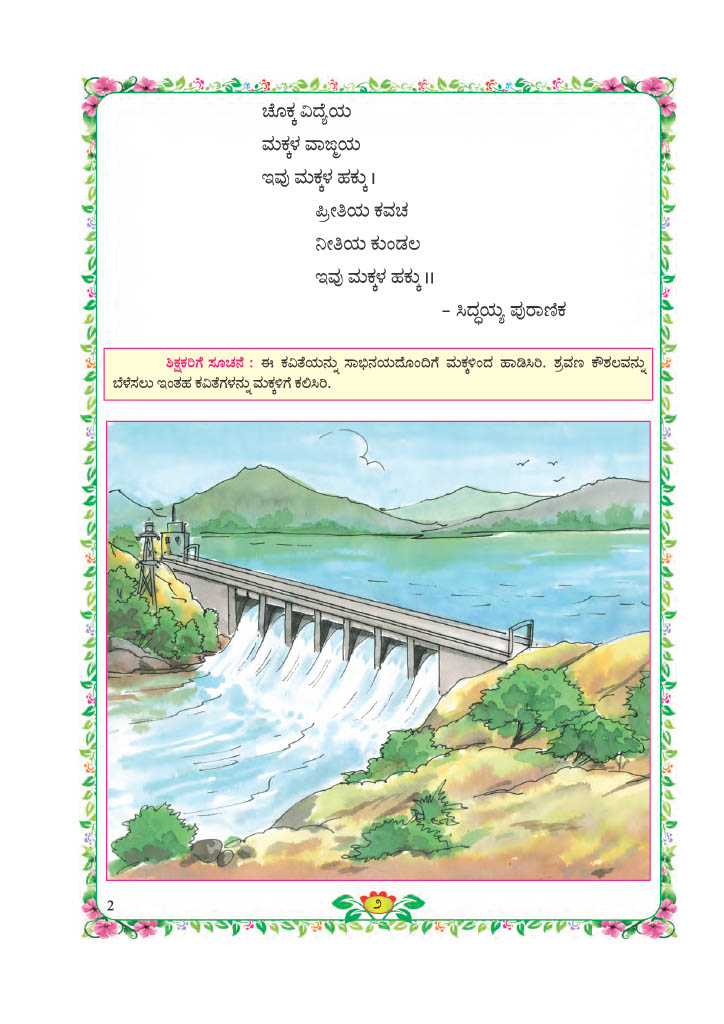 ಚೊಕ್ಕ ವಿದ್ಯೆಯ
ಮಕ್ಕಳ ವಾಙ್ಮಯ
ಇವು ಮಕ್ಕಳ ಹಕ್ಕು ।
ಪ್ರೀತಿಯ ಕವಚ
ನೀತಿಯ ಕುಂಡಲ
ಇವು ಮಕ್ಕಳ ಹಕ್ಕು ।।
– ಸಿದ್ಧಯ್ಯ ಪುರಾಣಿಕ
ಶಿಕ್ಷಕರಿಗೆ ಸೂಚನೆ : ಈ ಕವಿತೆಯನ್ನು ಸಾಭಿನಯದೊಂದಿಗೆ ಮಕ್ಕಳಿಂದ ಹಾಡಿಸಿರಿ. ಶ್ರವಣ ಕೌಶಲವನ್ನು
ಬೆಳೆಸಲು ಇಂತಹ ಕವಿತೆಗಳನ್ನು ಮಕ್ಕಳಿಗೆ ಕಲಿಸಿರಿ.
2
೨